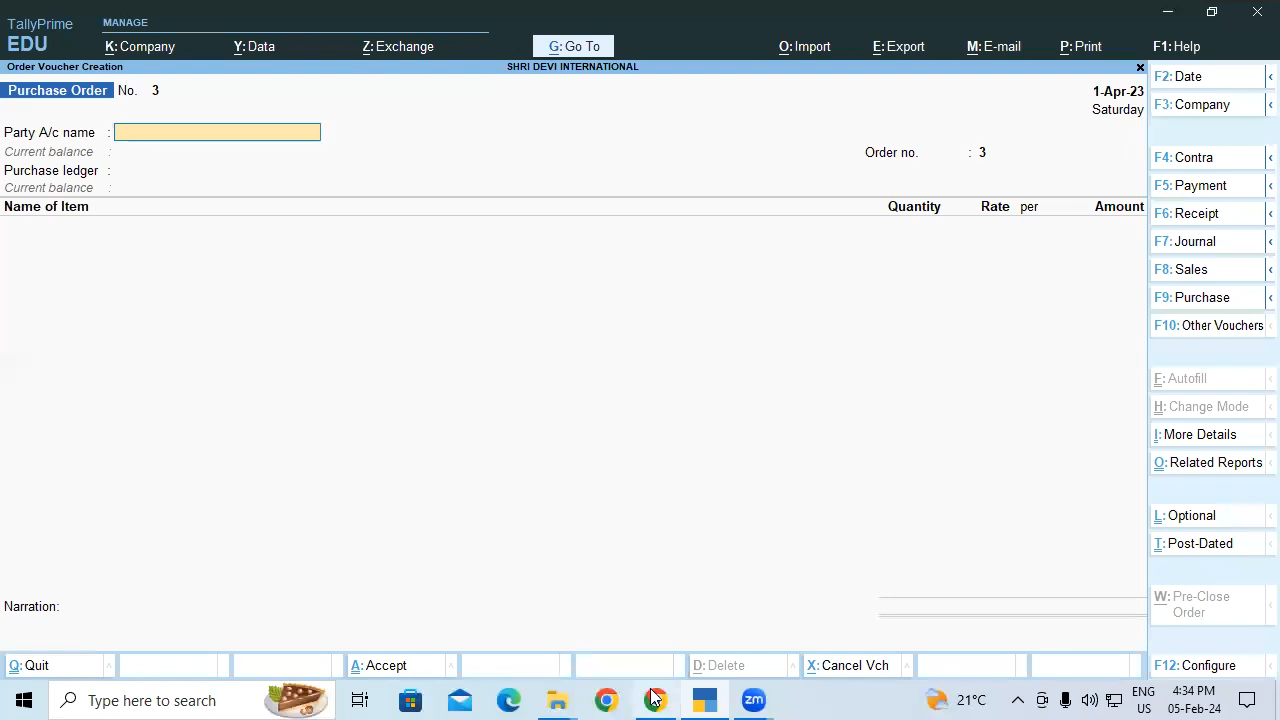 TallyPrime
EDU
MANAGE
K: Company
Y: Data
Z: Exchange
G: Go To
O: Import
E: Export
M: E-mail
P: Print
F1: Help
Order Voucher Creation
SHRI DEVI INTERNATIONAL
Purchase Order No. 3
1-Apr-23
Saturday
Party A/c name :
Current balance :
Order no. : 3
Purchase ledger :
Current balance :
Name of Item Quantity Rate per Amount
Narration:
F2: Date
F3: Company
F4: Contra
F5: Payment
F6: Receipt
F7: Journal
F8: Sales
F9: Purchase
F10: Other Vouchers
F: Autofill
H: Change Mode
I: More Details
O: Related Reports
L: Optional
T: Post-Dated
W: Pre-Close
Order
F12: Configure
Q: Quit
A: Accept
D: Delete
X: Cancel Vch
Type here to search
zm
21°C
ENG
US
4:34 PM
05-Feb-24